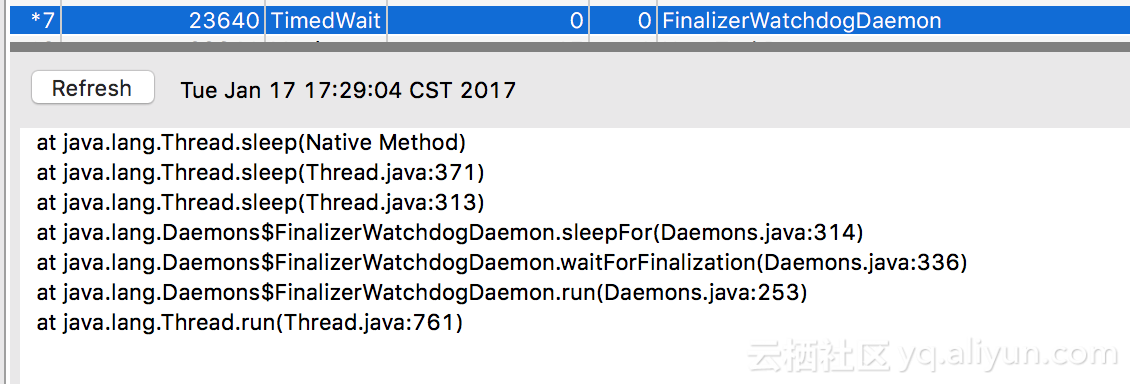 *7 23640 TimedWait 0 0 FinalizerWatchdogDaemon
Refresh Tue Jan 17 17:29:04 CST 2017
at java.lang.Thread.sleep(Native Method)
at java.lang.Thread.sleep(Thread.java:371)
at java.lang.Thread.sleep(Thread.java:313)
at java.lang.Daemons$FinalizerWatchdogDaemon.sleepFor(Daemons.java:314)
at java.lang.Daemons$FinalizerWatchdogDaemon.waitForFinalization(Daemons.java:336)
at java.lang.Daemons$FinalizerWatchdogDaemon.run(Daemons.java:253)
at java.lang.Thread.run(Thread.java:761)
云栖社区 yq.aliyun.com